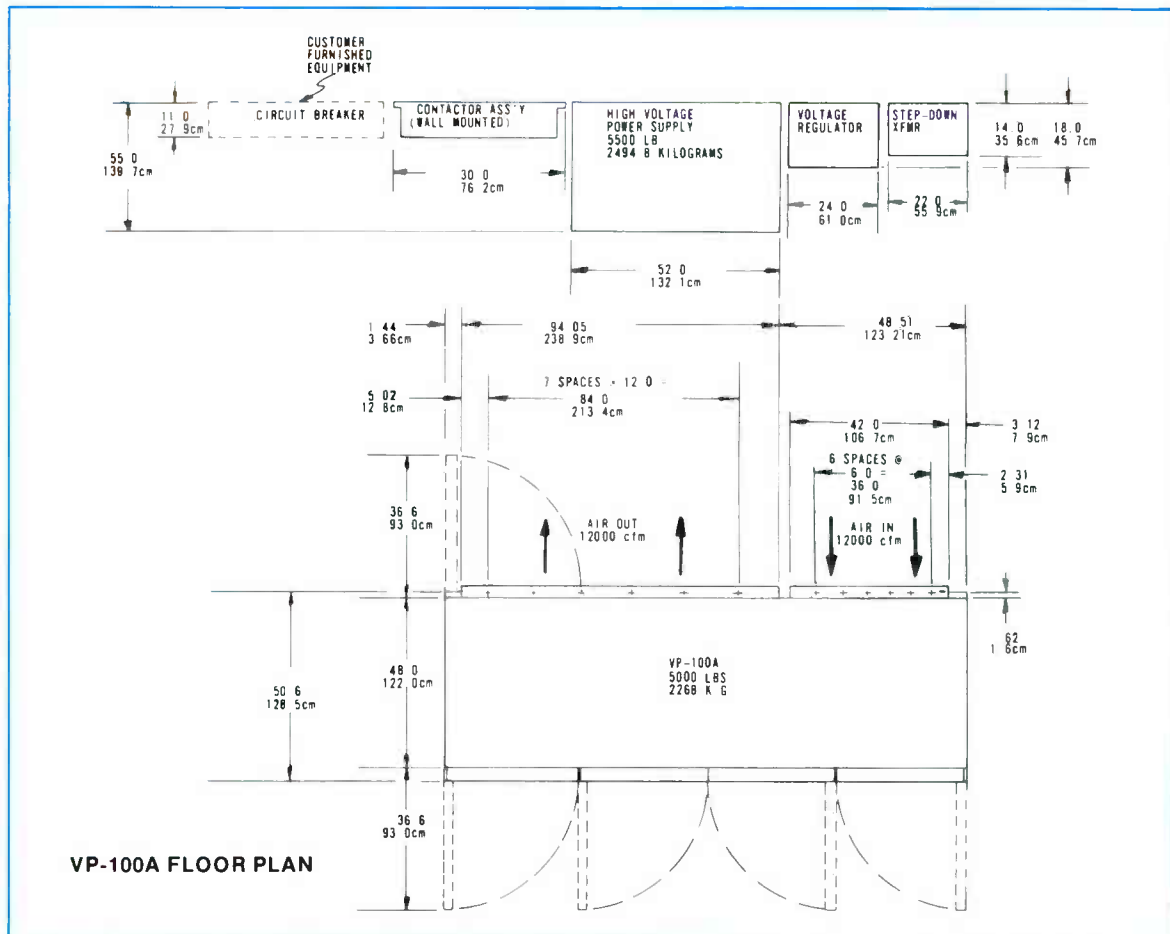 CUSTOMER
FURNISHED
EQUIPMENT
CIRCUIT BREAKER
CONTACTOR ASS'Y
(WALL MOUNTED)
HIGH VOLTAGE
POWER SUPPLY
5500 LB
2494 8 KILOGRAMS
VOLTAGE
REGULATOR
STEP-DOWN
XFMR
11 0
27 9cm
55 0
139 7cm
30 0
76 2cm
14.0
35 6cm
18.0
45 7cm
24 0
61 0cm
22 0
55 9cm
52 0
132 1cm
1 44
3 66cm
94 05
238 9cm
48 51
123 21cm
7 SPACES @ 12 0 =
84 0
213 4cm
5 02
12 8cm
42 0
106 7cm
3 12
7 9cm
6 SPACES @
6 0 =
36 0
91 5cm
2 31
5 9cm
36 6
93 0cm
AIR OUT
12000 cfm
AIR IN
12000 cfm
62
1 6cm
48 0
122 0cm
50 6
128 5cm
VP-100A
5000 LBS
2268 K G
36 6
93 0cm
VP-100A FLOOR PLAN